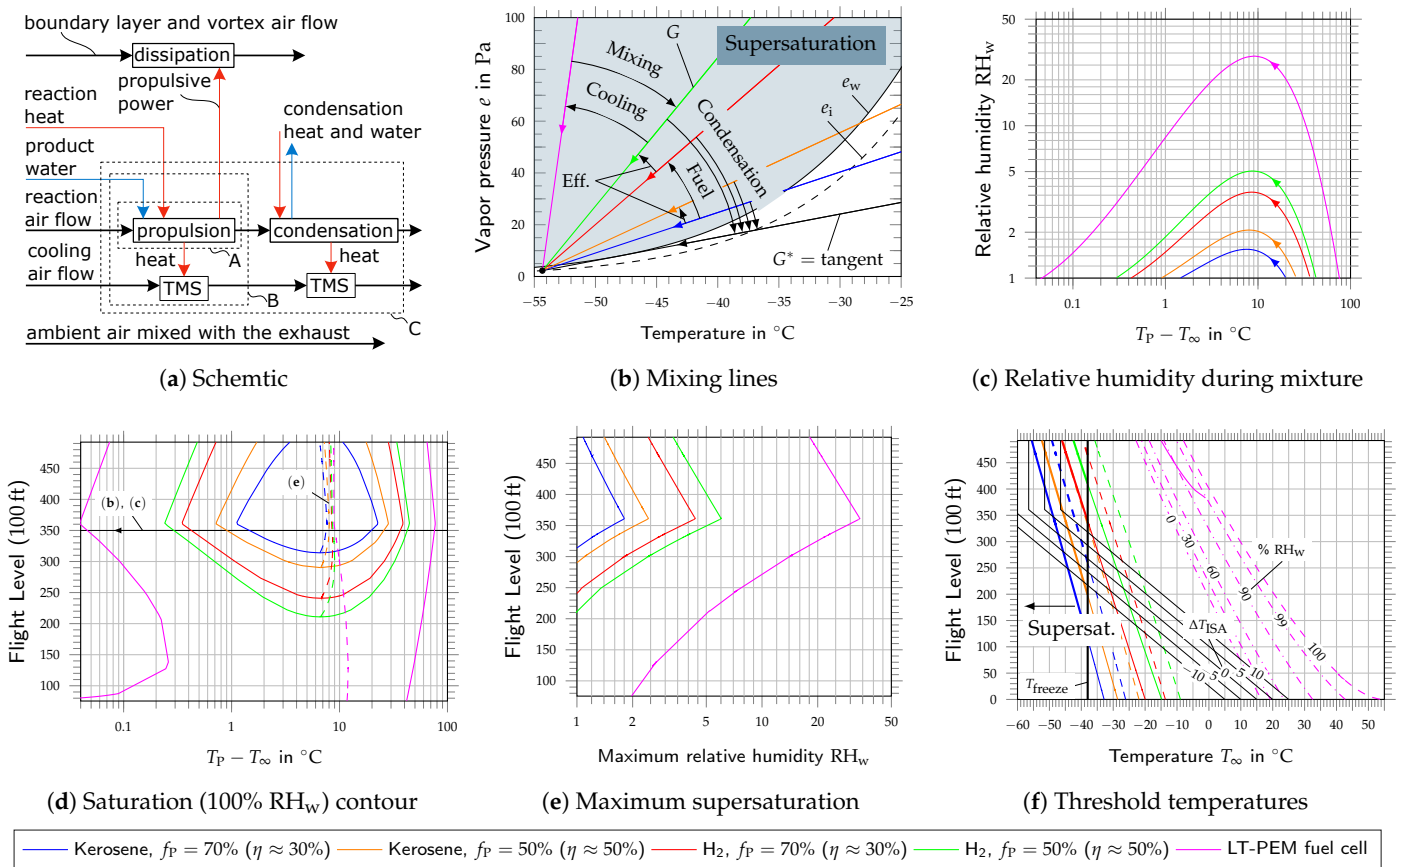 boundary layer and vortex air flow
dissipation
propulsive
power
reaction
heat
condensation
heat and water
product
water
reaction
air flow
propulsion
condensation
cooling
air flow
heat
A
heat
TMS
TMS
B
C
ambient air mixed with the exhaust
(a) Schemtic
Vapor pressure e in Pa
100
80
60
40
20
0
Mixing
G
Supersaturation
Cooling
Condensation
e_w
e_i
Eff.
Fuel
G* = tangent
−55
−50
−45
−40
−35
−30
−25
Temperature in °C
(b) Mixing lines
Relative humidity RH_w
50
20
10
5
2
1
0.1
1
10
100
T_P − T_∞ in °C
(c) Relative humidity during mixture
Flight Level (100 ft)
450
400
350
300
250
200
150
100
(e)
(b), (c)
0.1
1
10
100
T_P − T_∞ in °C
(d) Saturation (100% RH_w) contour
Flight Level (100 ft)
450
400
350
300
250
200
150
100
1
2
5
10
20
50
Maximum relative humidity RH_w
(e) Maximum supersaturation
Flight Level (100 ft)
450
400
350
300
250
200
150
100
50
0
0
30
60
90
99
100
% RH_w
ΔT_ISA
Supersat.
T_freeze
−10
−5
0
5
10
−60
−50
−40
−30
−20
−10
0
10
20
30
40
50
Temperature T_∞ in °C
(f) Threshold temperatures
Kerosene, f_P = 70% (η ≈ 30%)
Kerosene, f_P = 50% (η ≈ 50%)
H₂, f_P = 70% (η ≈ 30%)
H₂, f_P = 50% (η ≈ 50%)
LT-PEM fuel cell